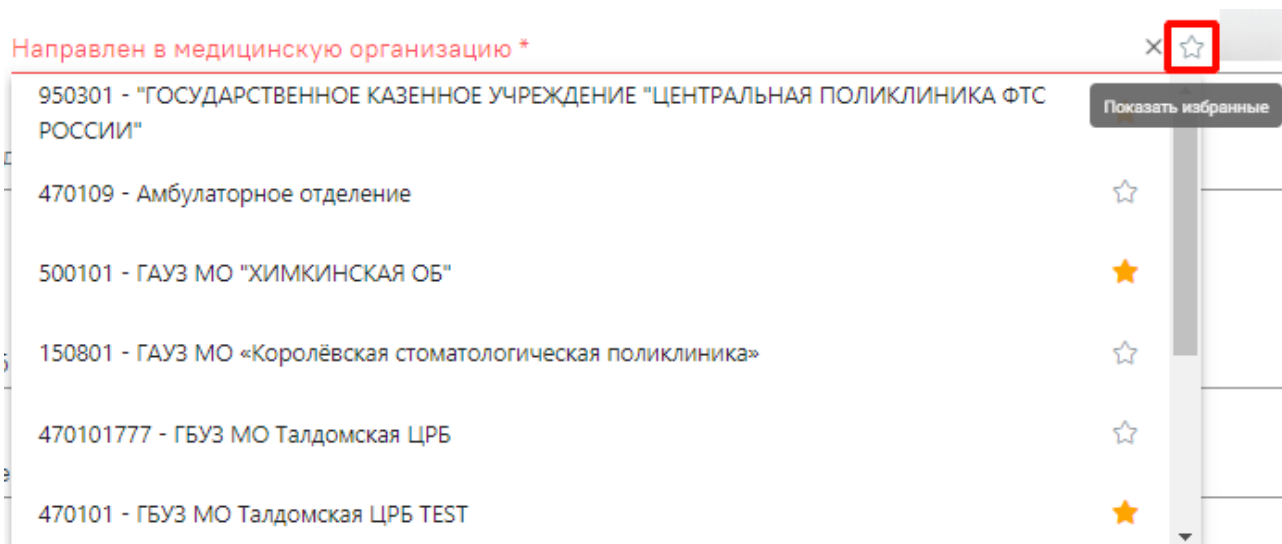 Направлен в медицинскую организацию *
950301 - "ГОСУДАРСТВЕННОЕ КАЗЕННОЕ УЧРЕЖДЕНИЕ "ЦЕНТРАЛЬНАЯ ПОЛИКЛИНИКА ФТС
РОССИИ"
Показать избранные
470109 - Амбулаторное отделение
500101 - ГАУЗ МО "ХИМКИНСКАЯ ОБ"
150801 - ГАУЗ МО «Королёвская стоматологическая поликлиника»
470101777 - ГБУЗ МО Талдомская ЦРБ
470101 - ГБУЗ МО Талдомская ЦРБ TEST